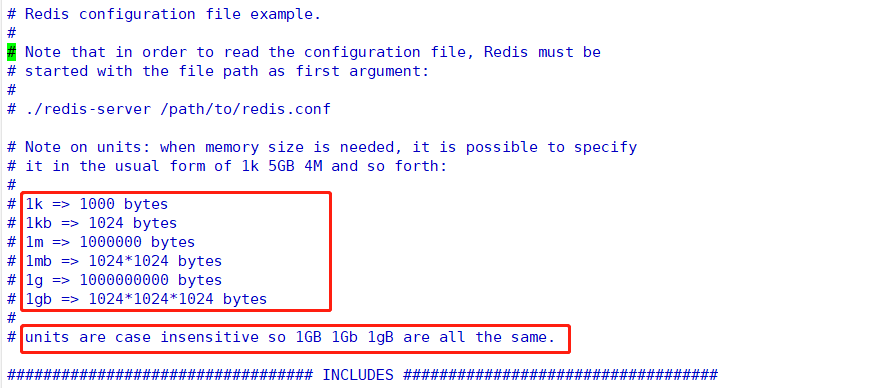 # Redis configuration file example.
#
# Note that in order to read the configuration file, Redis must be
# started with the file path as first argument:
#
# ./redis-server /path/to/redis.conf
# Note on units: when memory size is needed, it is possible to specify
# it in the usual form of 1k 5GB 4M and so forth:
#
# 1k => 1000 bytes
# 1kb => 1024 bytes
# 1m => 1000000 bytes
# 1mb => 1024*1024 bytes
# 1g => 1000000000 bytes
# 1gb => 1024*1024*1024 bytes
#
# units are case insensitive so 1GB 1Gb 1gB are all the same.
################################## INCLUDES ###################################